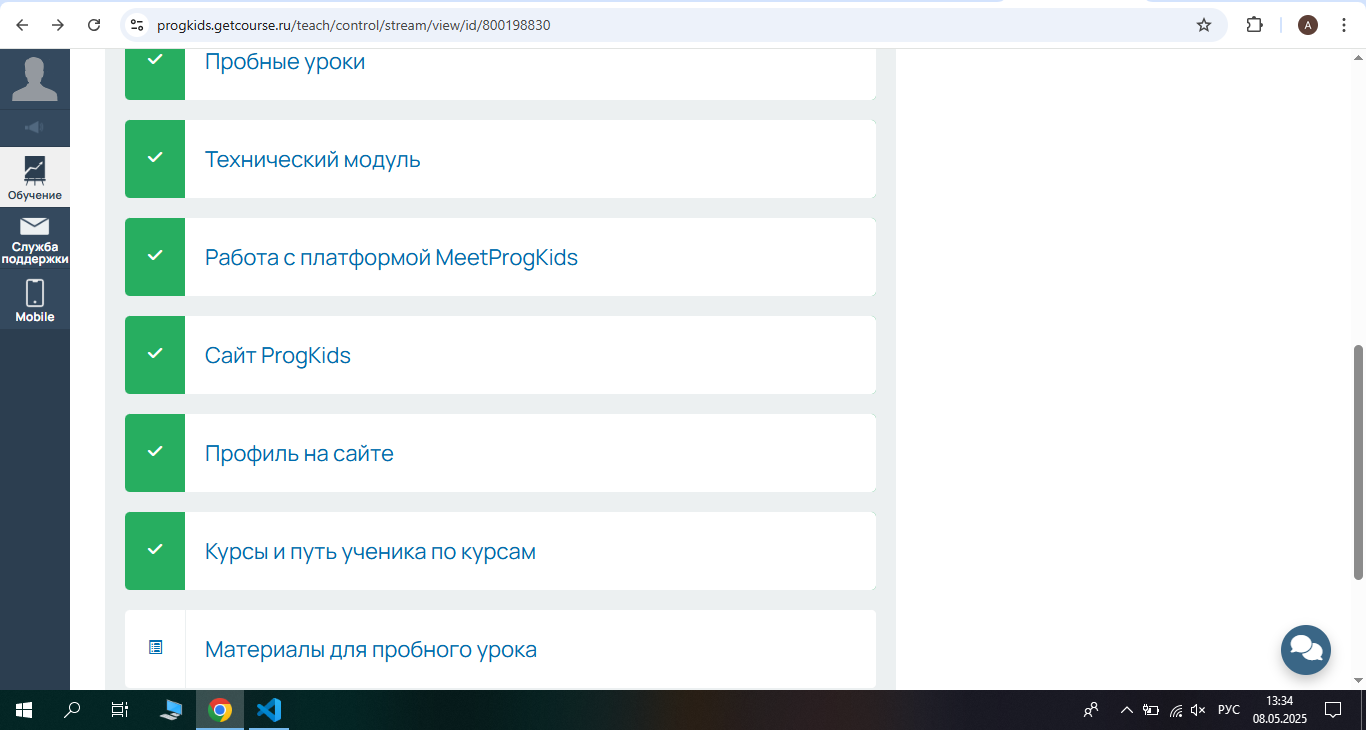 progkids.getcourse.ru/teach/control/stream/view/id/800198830
A
Пробные уроки
Технический модуль
Обучение
Служба
поддержки
Работа с платформой MeetProgKids
Mobile
Сайт ProgKids
Профиль на сайте
Курсы и путь ученика по курсам
Материалы для пробного урока
РУС
13:34
08.05.2025